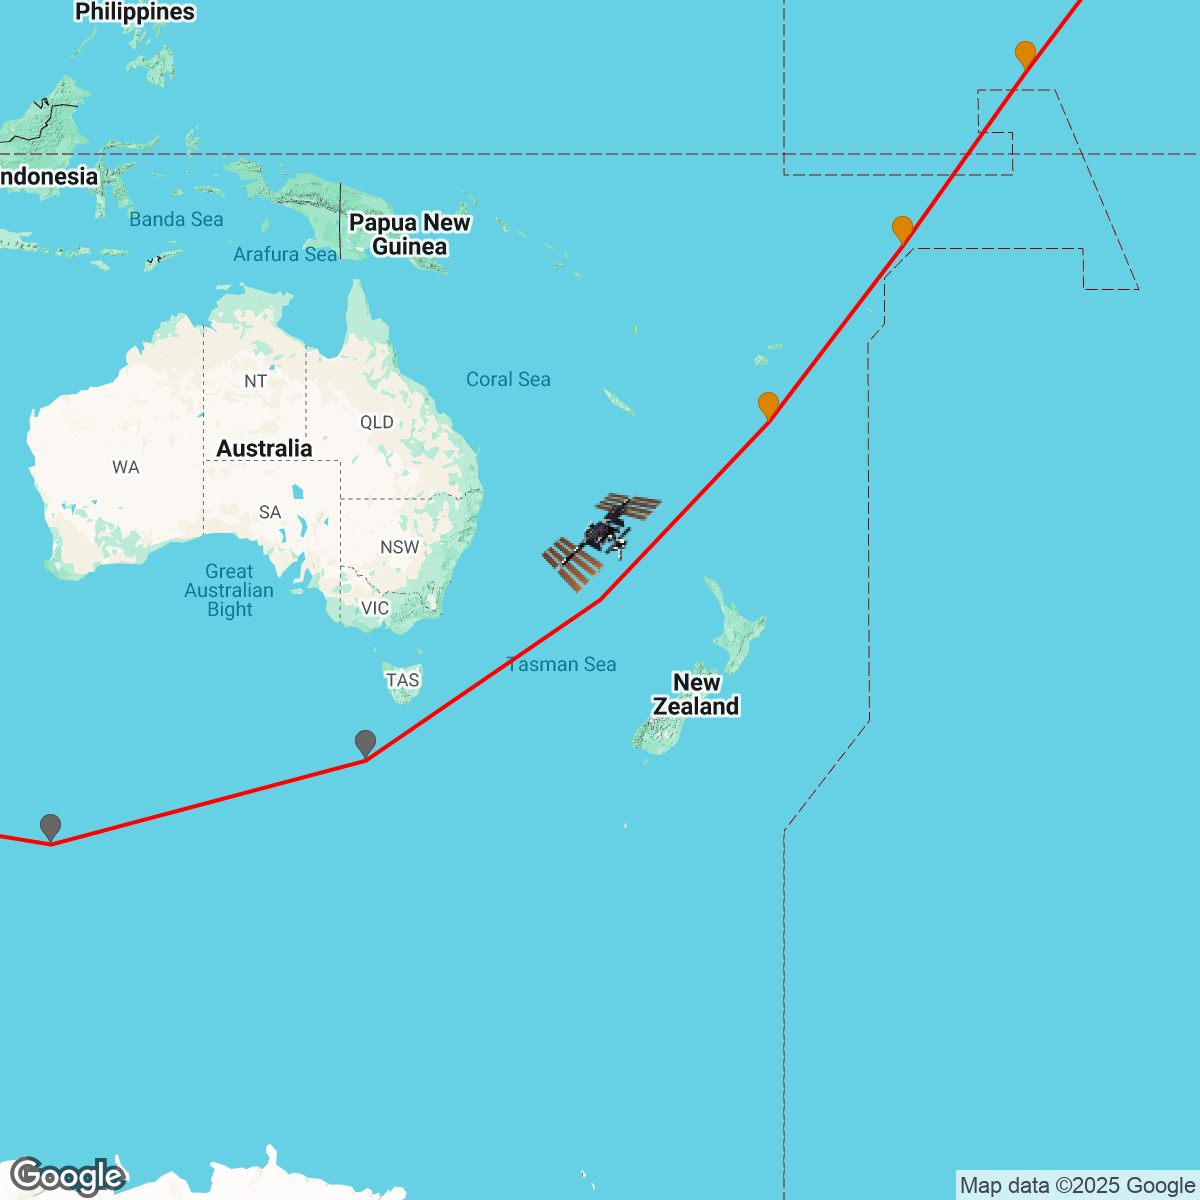 Philippines
ndonesia
Banda Sea
Papua New
Guinea
Arafura Sea
NT
Coral Sea
QLD
Australia
WA
SA
NSW
Great
Australian
Bight
VIC
Tasman Sea
TAS
New
Zealand
Google
Map data ©2025 Google